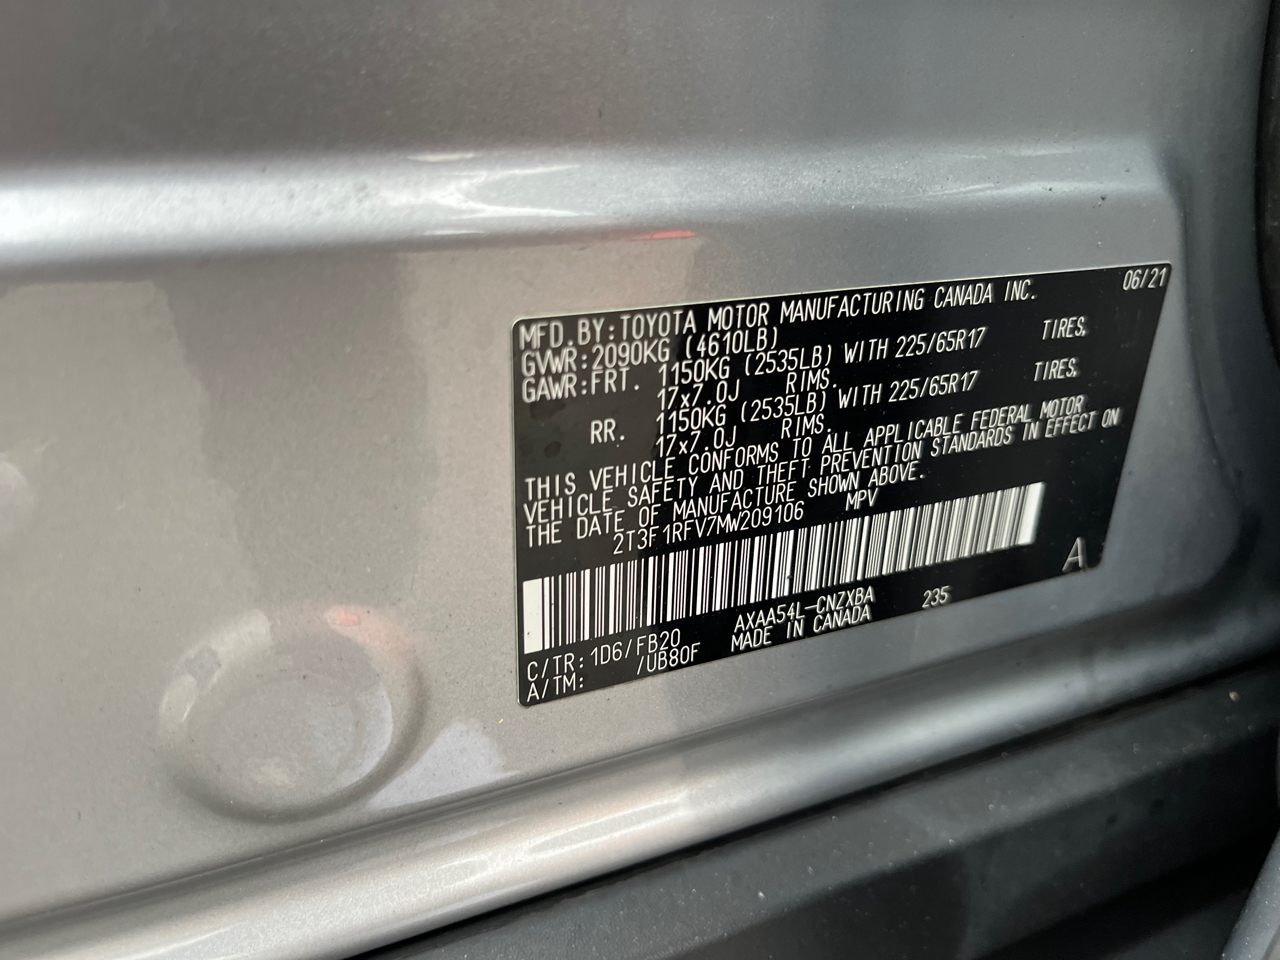 06/21
MFD.BY:TOYOTA MOTOR MANUFACTURING CANADA INC.
GVWR:2090KG (4610LB)
GAWR:FRT. 1150KG (2535LB) WITH 225/65R17 TIRES,
17x7.0J RIMS.
RR. 1150KG (2535LB) WITH 225/65R17 TIRES,
17x7.0J RIMS.
THIS VEHICLE CONFORMS TO ALL APPLICABLE FEDERAL MOTOR
VEHICLE SAFETY AND THEFT PREVENTION STANDARDS IN EFFECT ON
THE DATE OF MANUFACTURE SHOWN ABOVE.
2T3F1RFV7MW209106 MPV
A
C/TR:1D6/FB20 AXAA54L-CNZXBA 235
A/TM: /UB80F MADE IN CANADA